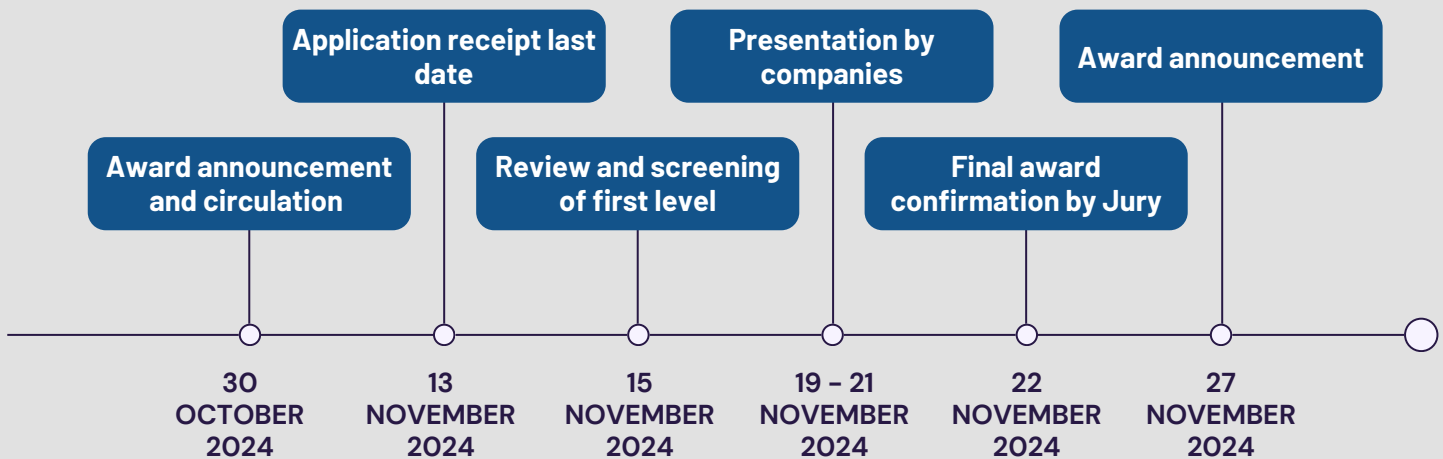 Application receipt last
date
Presentation by
companies
Award announcement
Award announcement
and circulation
Review and screening
of first level
Final award
confirmation by Jury
30
OCTOBER
2024
13
NOVEMBER
2024
15
NOVEMBER
2024
19 – 21
NOVEMBER
2024
22
NOVEMBER
2024
27
NOVEMBER
2024